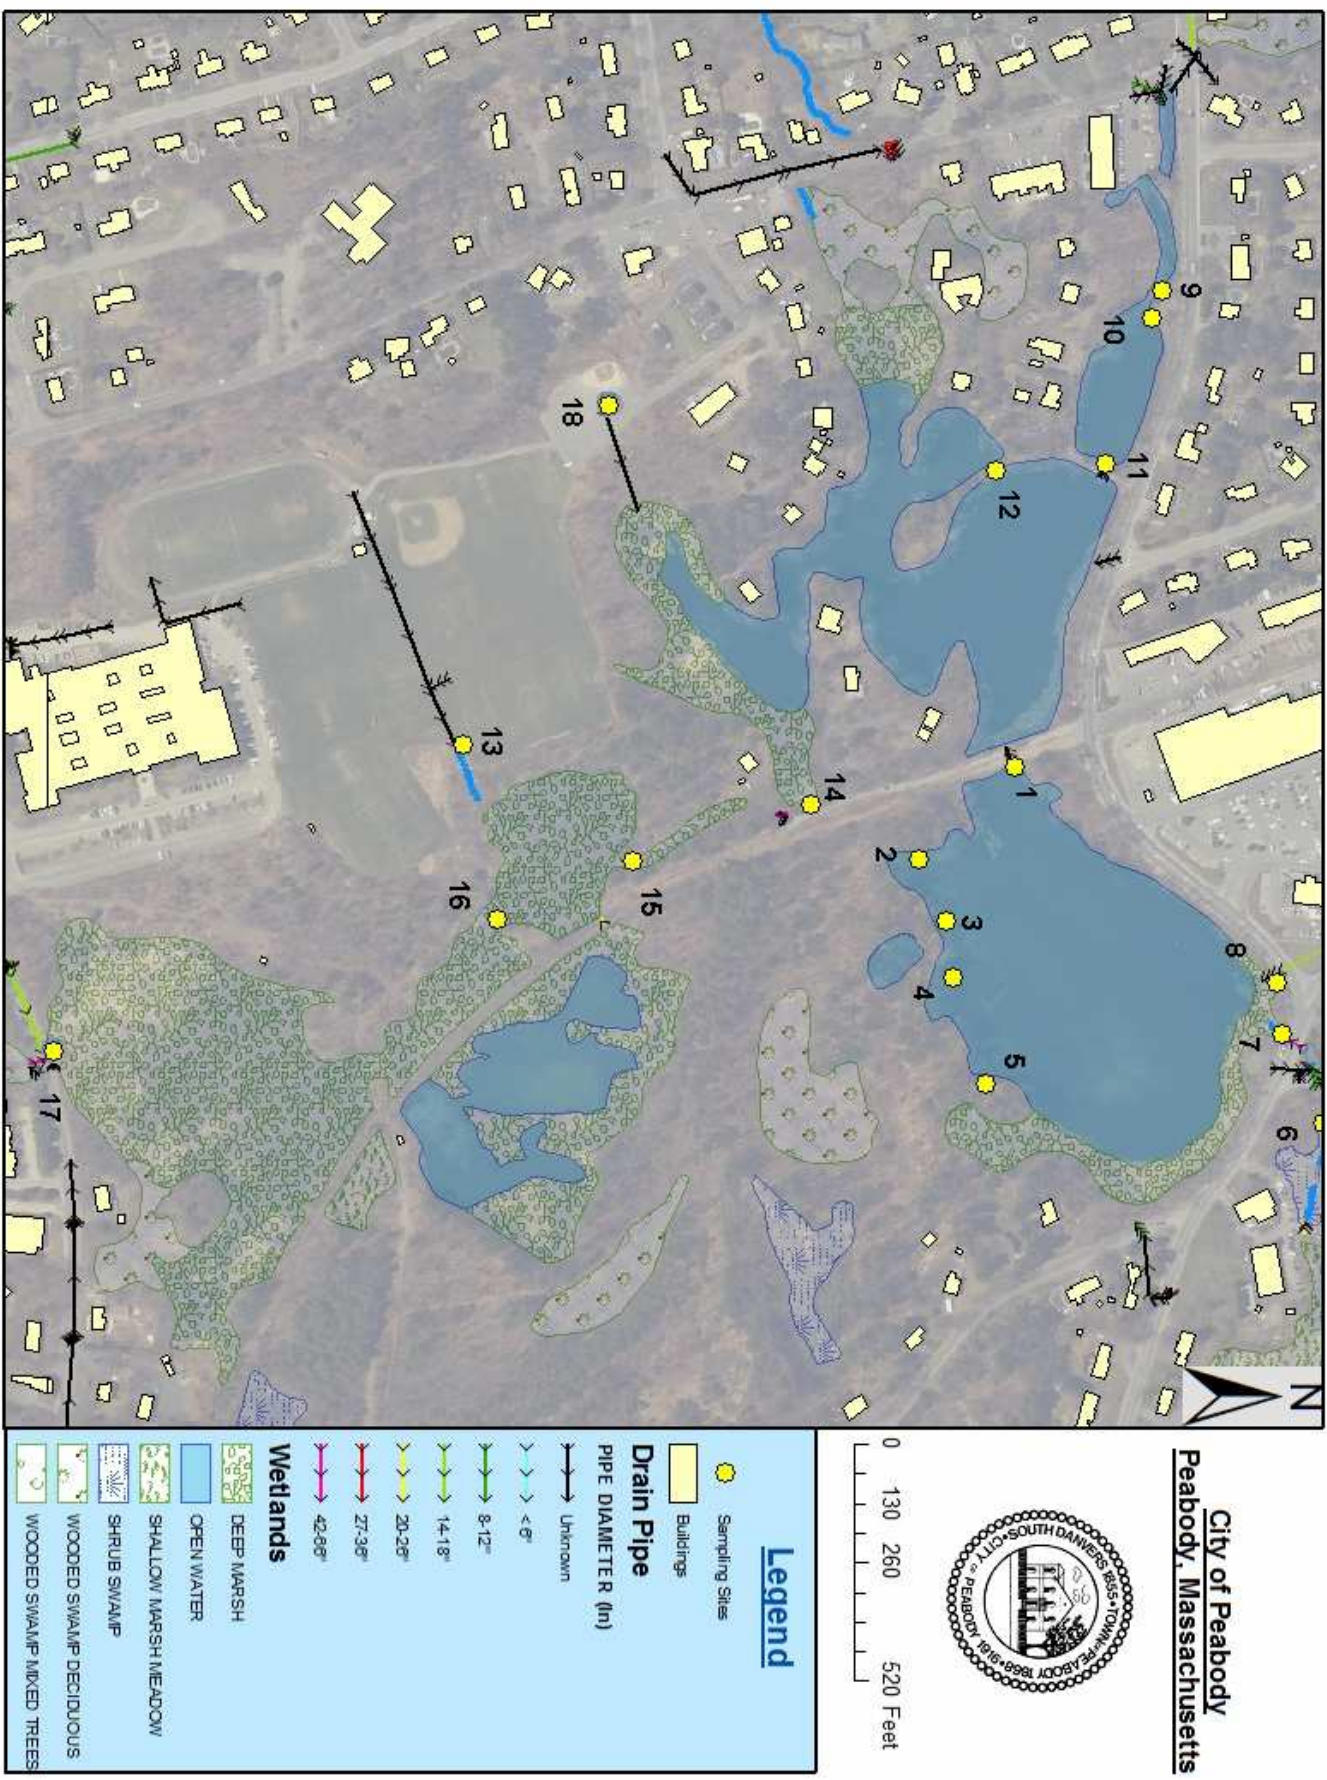 City of Peabody
Peabody, Massachusetts
SOUTH DANVERS 1855 • TOWN of PEABODY 1868 • CITY of PEABODY 1916 •
0 130 260 520 Feet
N
Legend
Sampling Sites
Buildings
Drain Pipe
PIPE DIAMETER (In)
Unknown
< 6"
8-12"
14-18"
20-26"
27-36"
42-66"
Wetlands
DEEP MARSH
OPEN WATER
SHALLOW MARSH MEADOW
SHRUB SWAMP
WOODED SWAMP DECIDUOUS
WOODED SWAMP MIXED TREES
9
10
11
12
18
13
14
1
2
3
4
5
8
7
6
15
16
17